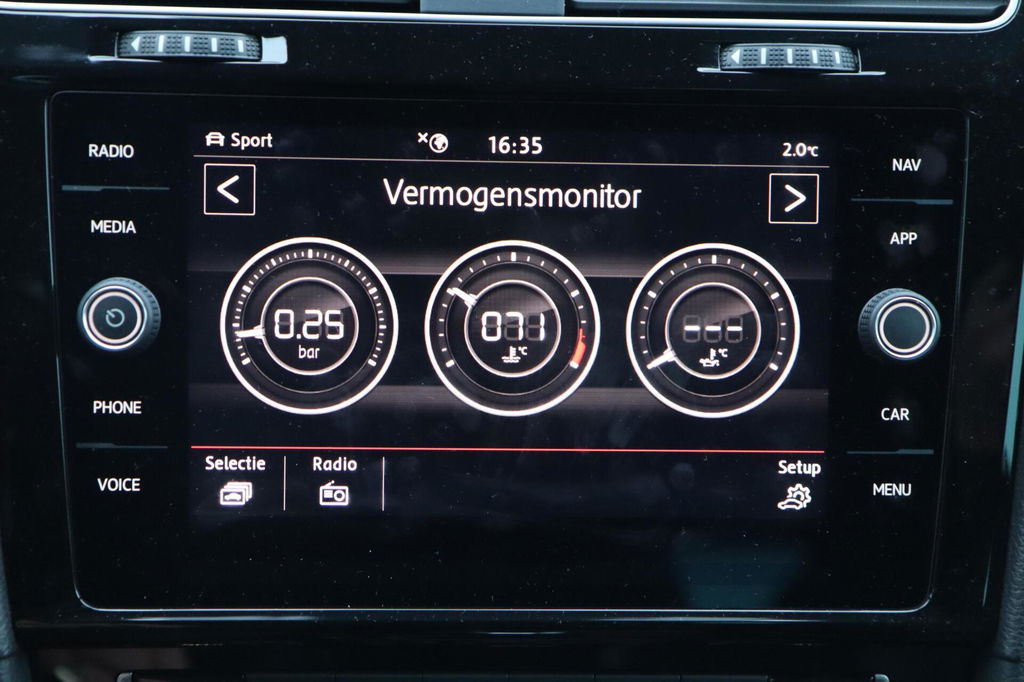 RADIO
MEDIA
PHONE
VOICE
Sport
16:35
2.0°C
<
Vermogensmonitor
>
0.25
bar
071
°C
---
°C
Selectie
Radio
Setup
NAV
APP
CAR
MENU